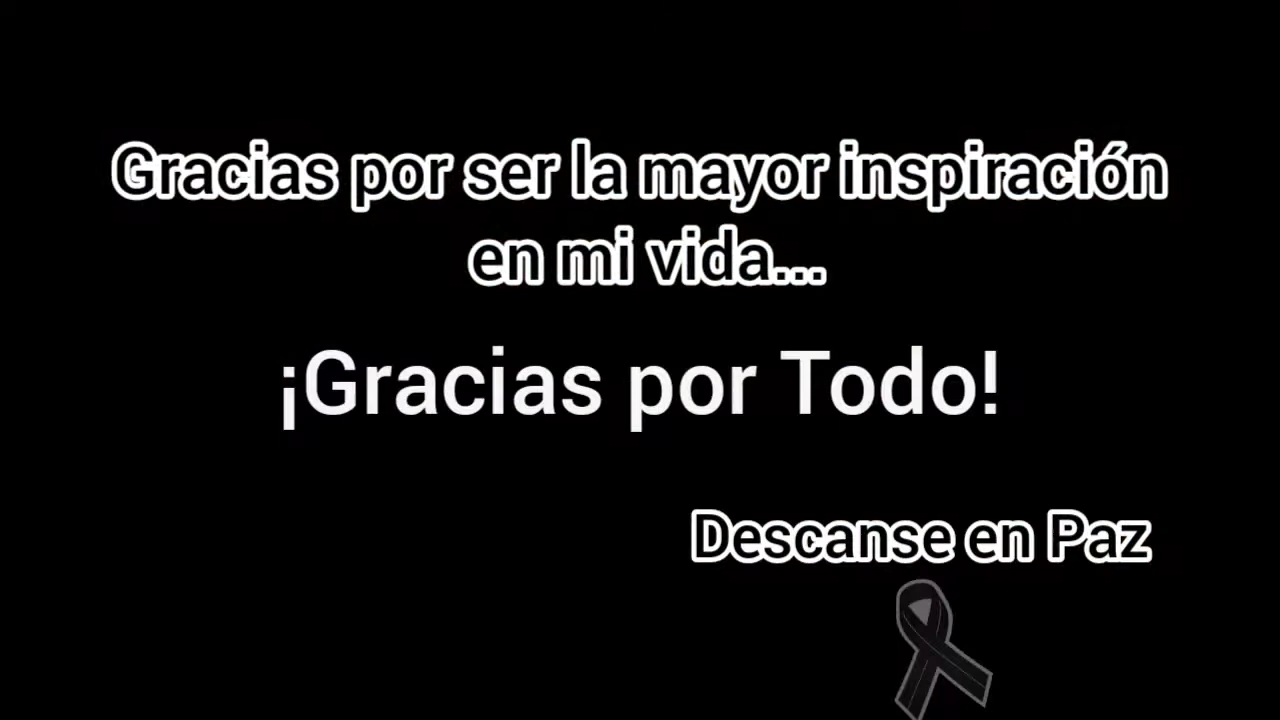 Gracias por ser la mayor inspiración
en mi vida...
¡Gracias por Todo!
Descanse en Paz